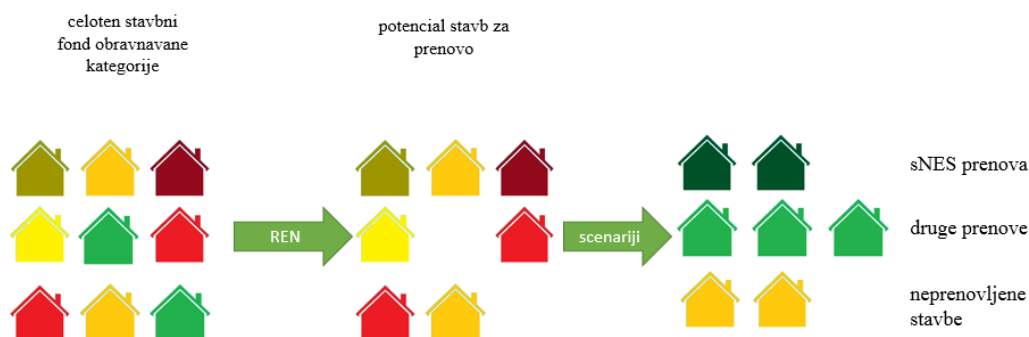 celoten stavbni
fond obravnavane
kategorije
potencial stavb za
prenovo
sNES prenova
REN
scenariji
druge prenove
neprenovljene
stavbe